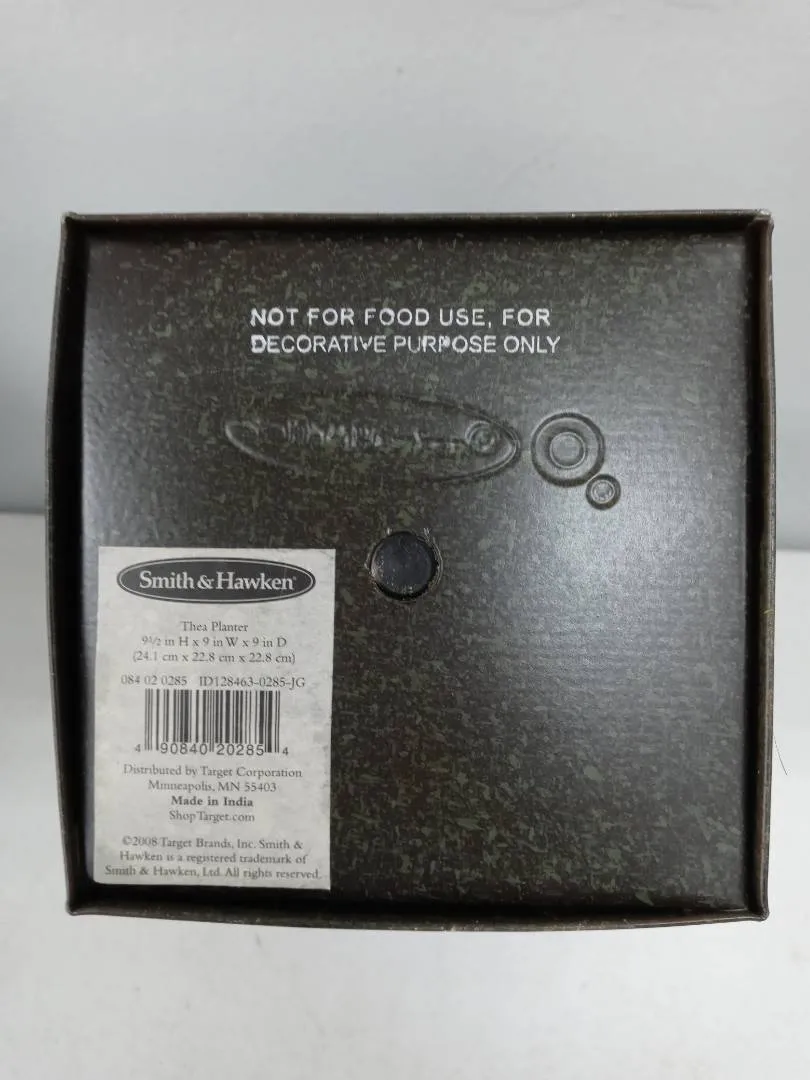 NOT FOR FOOD USE, FOR
DECORATIVE PURPOSE ONLY
Smith & Hawken®
Thea Planter
9½ in H x 9 in W x 9 in D
(24.1 cm x 22.8 cm x 22.8 cm)
084 02 0285 ID128463-0285-JG
4 90840 20285 4
Distributed by Target Corporation
Minneapolis, MN 55403
Made in India
ShopTarget.com
©2008 Target Brands, Inc. Smith &
Hawken is a registered trademark of
Smith & Hawken, Ltd. All rights reserved.